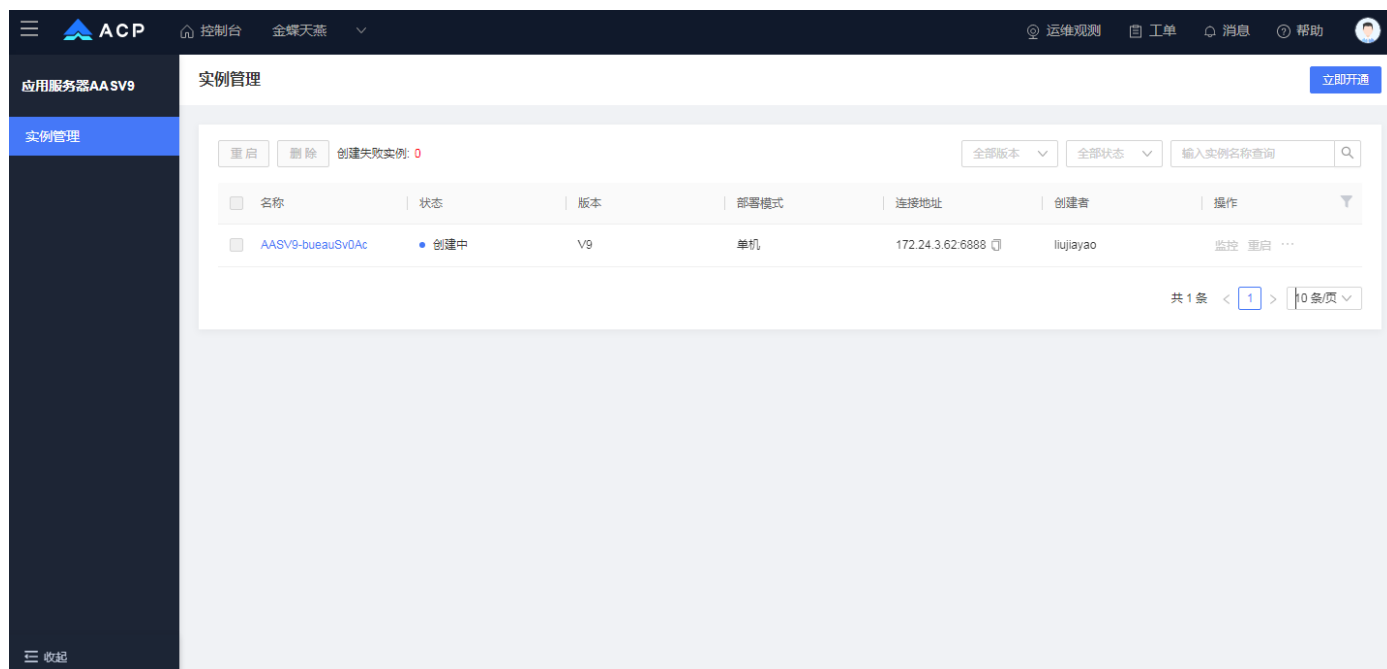 ACP 控制台 金蝶天燕 运维观测 工单 消息 帮助
应用服务器AASV9
实例管理 立即开通
实例管理
重启 删除 创建失败实例: 0 全部版本 全部状态 输入实例名称查询
名称 状态 版本 部署模式 连接地址 创建者 操作
AASV9-bueauSv0Ac 创建中 V9 单机 172.24.3.62:6888 liujiayao 监控 重启 ···
共 1 条 < 1 > 10 条/页
收起